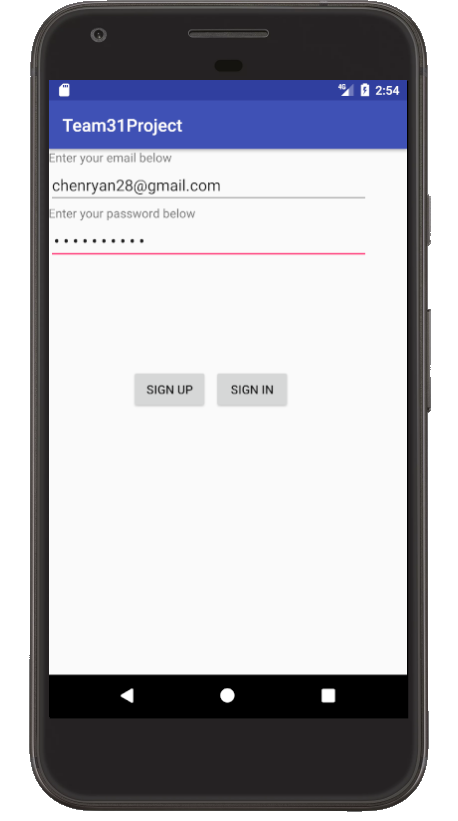 4G 2:54
Team31Project
Enter your email below
chenryan28@gmail.com
Enter your password below
••••••••••
SIGN UP SIGN IN